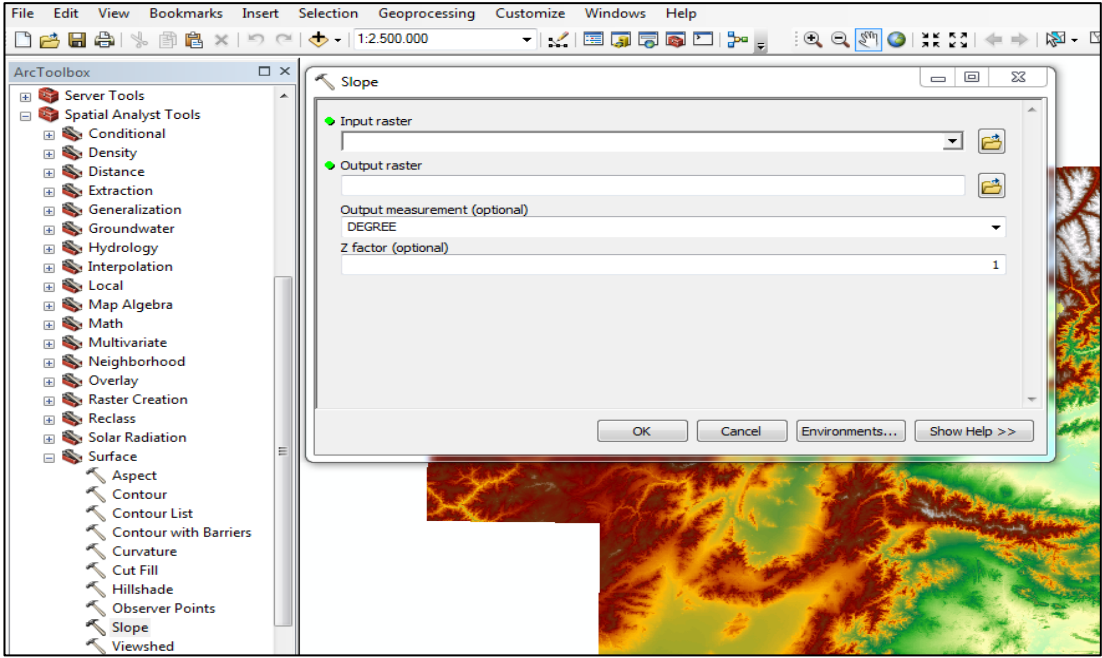 File Edit View Bookmarks Insert Selection Geoprocessing Customize Windows Help
1:2.500.000
ArcToolbox
Server Tools
Spatial Analyst Tools
Conditional
Density
Distance
Extraction
Generalization
Groundwater
Hydrology
Interpolation
Local
Map Algebra
Math
Multivariate
Neighborhood
Overlay
Raster Creation
Reclass
Solar Radiation
Surface
Aspect
Contour
Contour List
Contour with Barriers
Curvature
Cut Fill
Hillshade
Observer Points
Slope
Viewshed
Slope
Input raster
Output raster
Output measurement (optional)
DEGREE
Z factor (optional)
1
OK Cancel Environments... Show Help >>